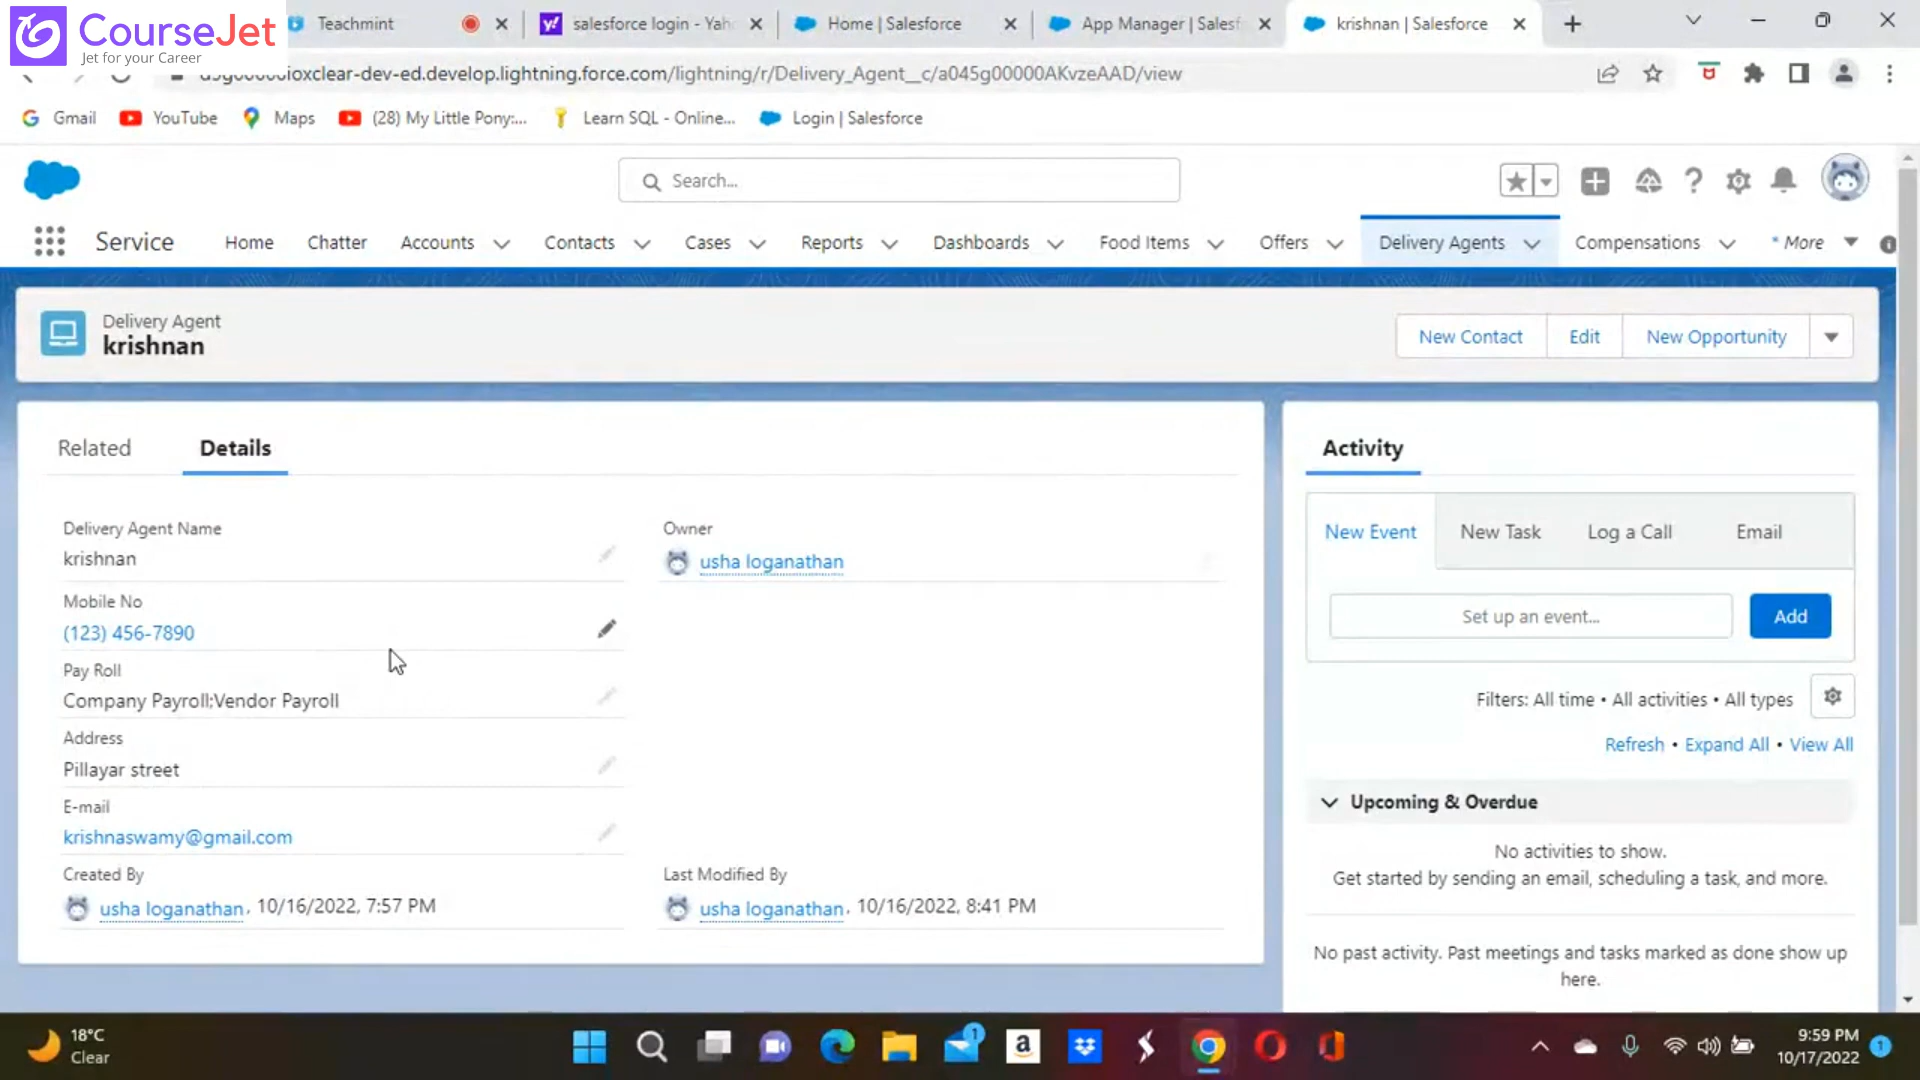 CourseJet
Jet for your Career
Teachmint
salesforce login - Yah
Home | Salesforce
App Manager | Salesf
krishnan | Salesforce
ioxclear-dev-ed.develop.lightning.force.com/lightning/r/Delivery_Agent__c/a045g00000AKvzeAAD/view
Gmail
YouTube
Maps
(28) My Little Pony:...
Learn SQL - Online...
Login | Salesforce
Search...
Service
Home
Chatter
Accounts
Contacts
Cases
Reports
Dashboards
Food Items
Offers
Delivery Agents
Compensations
* More
Delivery Agent
krishnan
New Contact
Edit
New Opportunity
Related
Details
Delivery Agent Name
krishnan
Owner
usha loganathan
Mobile No
(123) 456-7890
Pay Roll
Company Payroll;Vendor Payroll
Address
Pillayar street
E-mail
krishnaswamy@gmail.com
Created By
usha loganathan, 10/16/2022, 7:57 PM
Last Modified By
usha loganathan, 10/16/2022, 8:41 PM
Activity
New Event
New Task
Log a Call
Email
Set up an event...
Add
Filters: All time • All activities • All types
Refresh • Expand All • View All
Upcoming & Overdue
No activities to show.
Get started by sending an email, scheduling a task, and more.
No past activity. Past meetings and tasks marked as done show up
here.
18°C
Clear
1
a
9:59 PM
10/17/2022
1